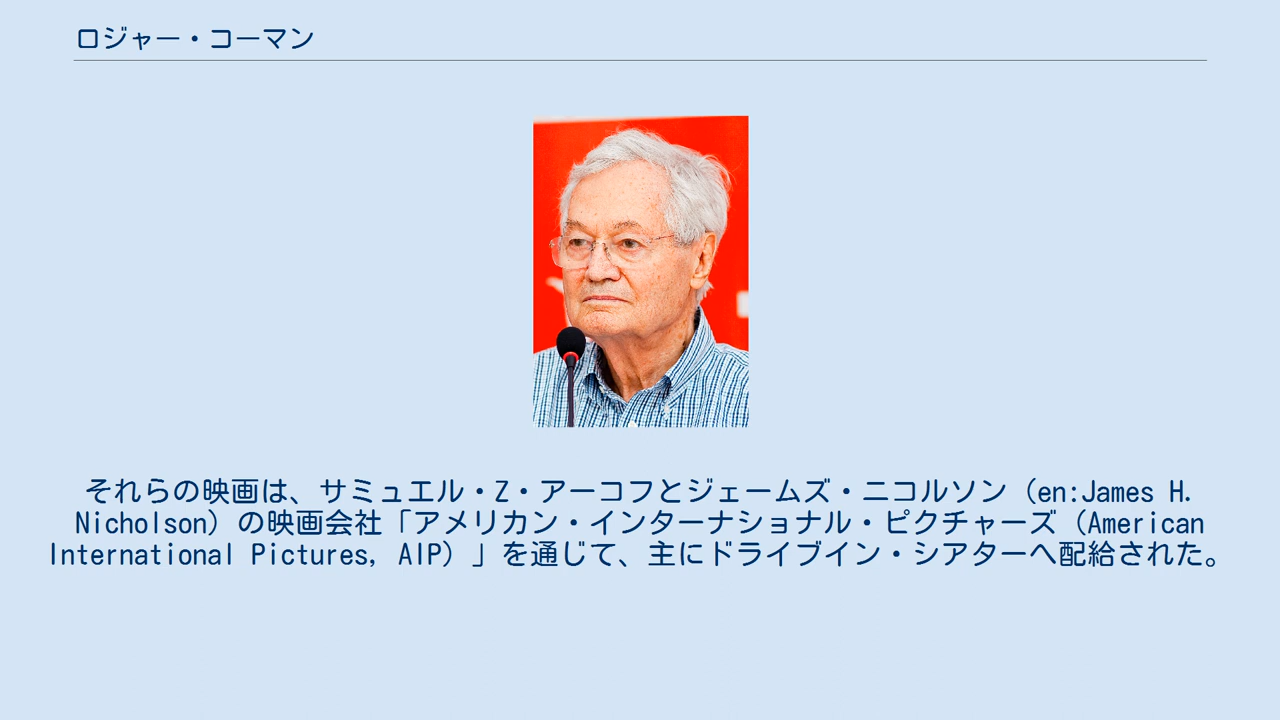 ロジャー・コーマン
それらの映画は、サミュエル・Z・アーコフとジェームズ・ニコルソン（en:James H.
Nicholson）の映画会社「アメリカン・インターナショナル・ピクチャーズ（American
International Pictures, AIP）」を通じて、主にドライブイン・シアターへ配給された。